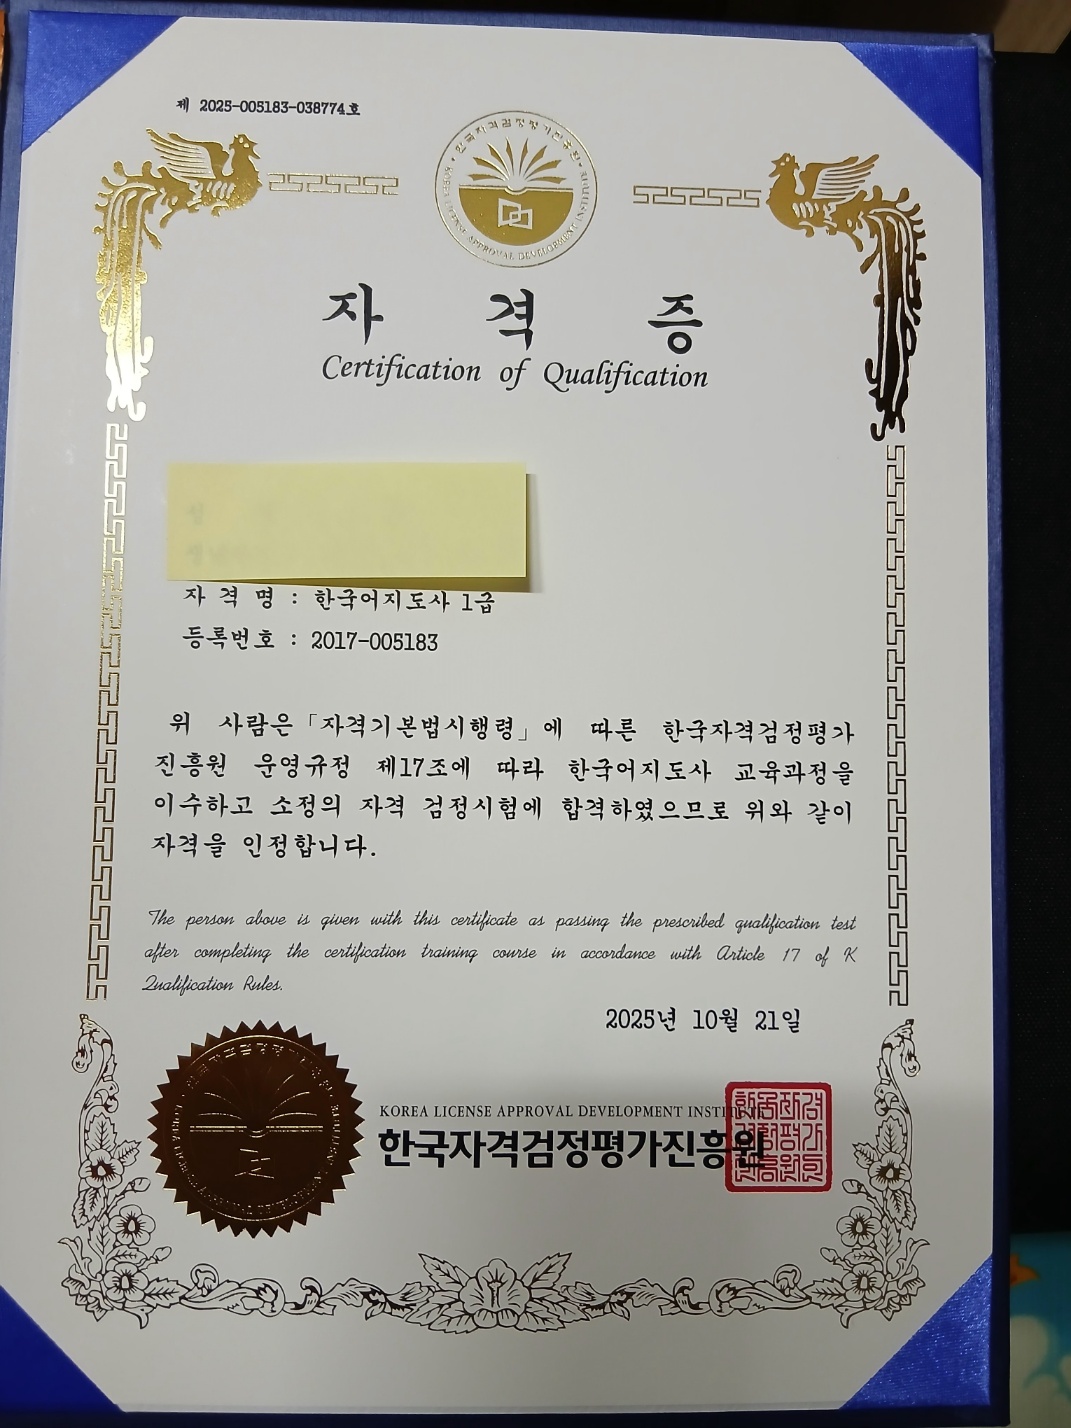 제 2025-005183-038774호
자 격 증
Certification of Qualification
자 격 명 : 한국어지도사 1급
등록번호 : 2017-005183
위 사람은 「자격기본법시행령」에 따른 한국자격검정평가
진흥원 운영규정 제17조에 따라 한국어지도사 교육과정을
이수하고 소정의 자격 검정시험에 합격하였으므로 위와 같이
자격을 인정합니다.
The person above is given with this certificate as passing the prescribed qualification test
after completing the certification training course in accordance with Article 17 of K
Qualification Rules.
2025년 10월 21일
KOREA LICENSE APPROVAL DEVELOPMENT INSTITUTE
한국자격검정평가진흥원